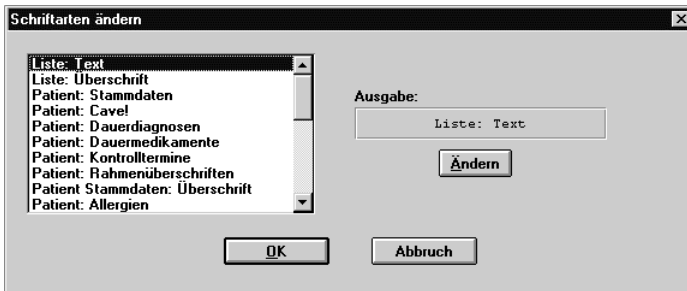 Schriftarten ändern
Liste: Text
Liste: Überschrift
Patient: Stammdaten
Patient: Cave!
Patient: Dauerdiagnosen
Patient: Dauermedikamente
Patient: Kontrolltermine
Patient: Rahmenüberschriften
Patient Stammdaten: Überschrift
Patient: Allergien
Ausgabe:
Liste: Text
Ändern
OK
Abbruch